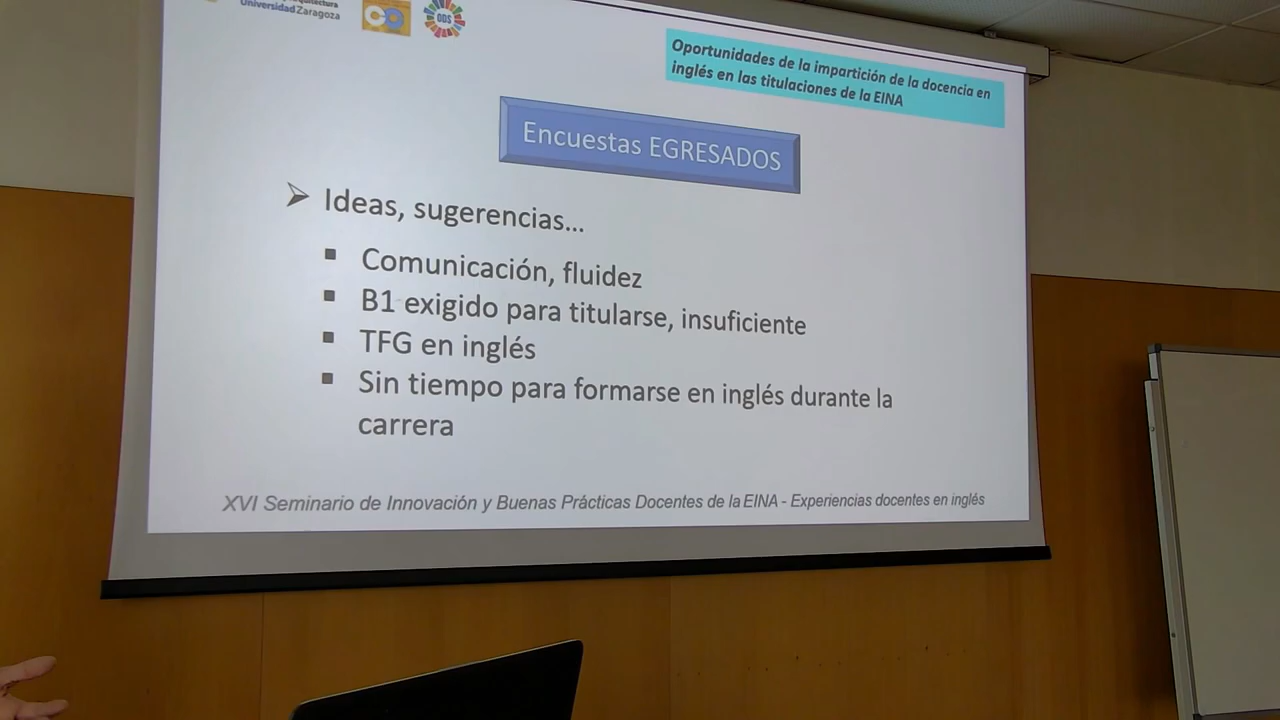 Universidad Zaragoza
ODS
Oportunidades de la impartición de la docencia en
inglés en las titulaciones de la EINA
Encuestas EGRESADOS
Ideas, sugerencias...
Comunicación, fluidez
B1 exigido para titularse, insuficiente
TFG en inglés
Sin tiempo para formarse en inglés durante la
carrera
XVI Seminario de Innovación y Buenas Prácticas Docentes de la EINA - Experiencias docentes en inglés